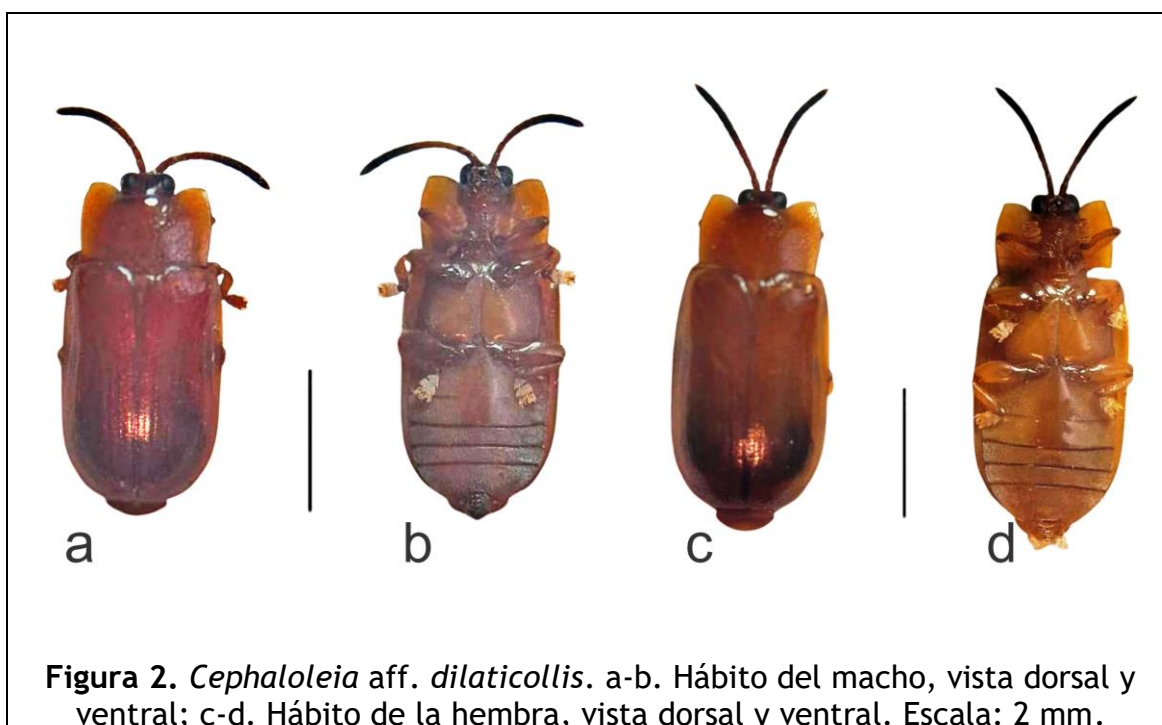 a b c d
Figura 2. Cephaloleia aff. dilaticollis. a-b. Hábito del macho, vista dorsal y
ventral; c-d. Hábito de la hembra, vista dorsal y ventral. Escala: 2 mm.